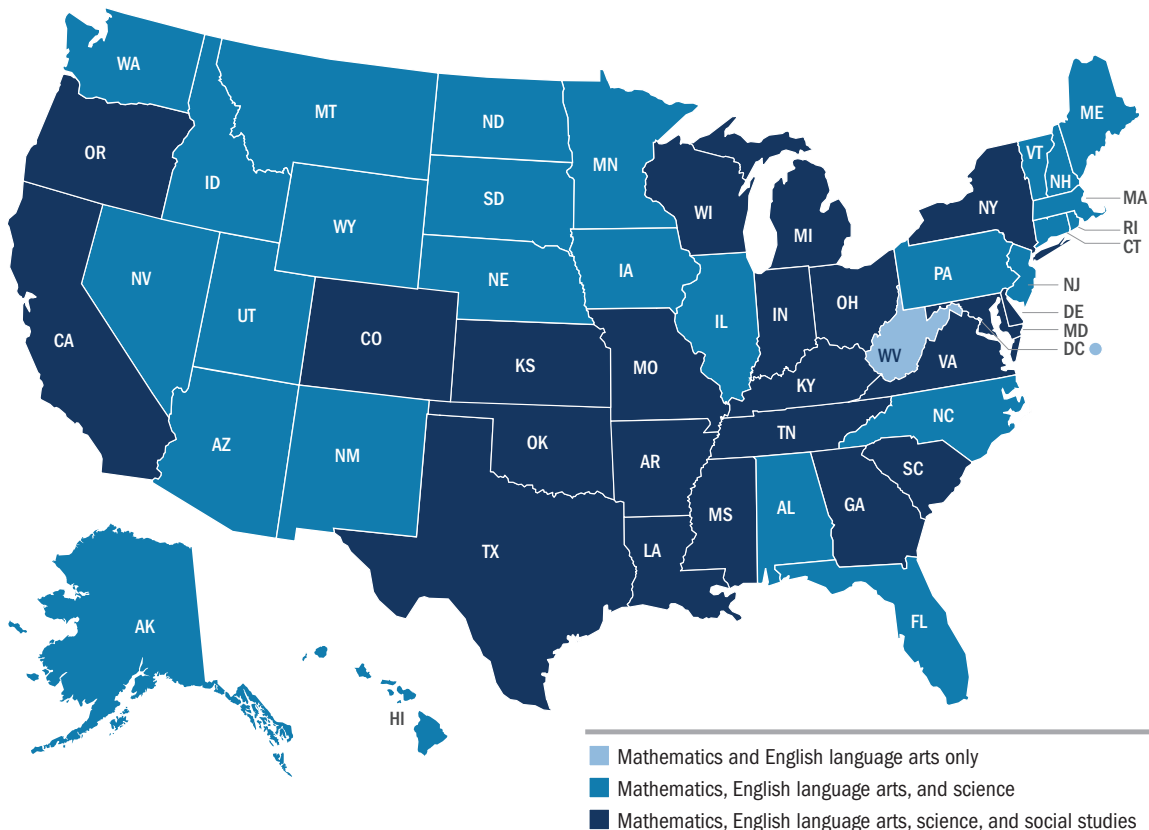 WA
MT
ND
MN
ME
VT
NH
OR
ID
SD
WI
NY
MA
WY
MI
RI
CT
NV
NE
IA
PA
NJ
UT
IL
IN
OH
DE
MD
DC
CA
CO
KS
MO
WV
VA
KY
NC
AZ
NM
OK
AR
TN
SC
TX
LA
MS
AL
GA
FL
AK
HI
Mathematics and English language arts only
Mathematics, English language arts, and science
Mathematics, English language arts, science, and social studies